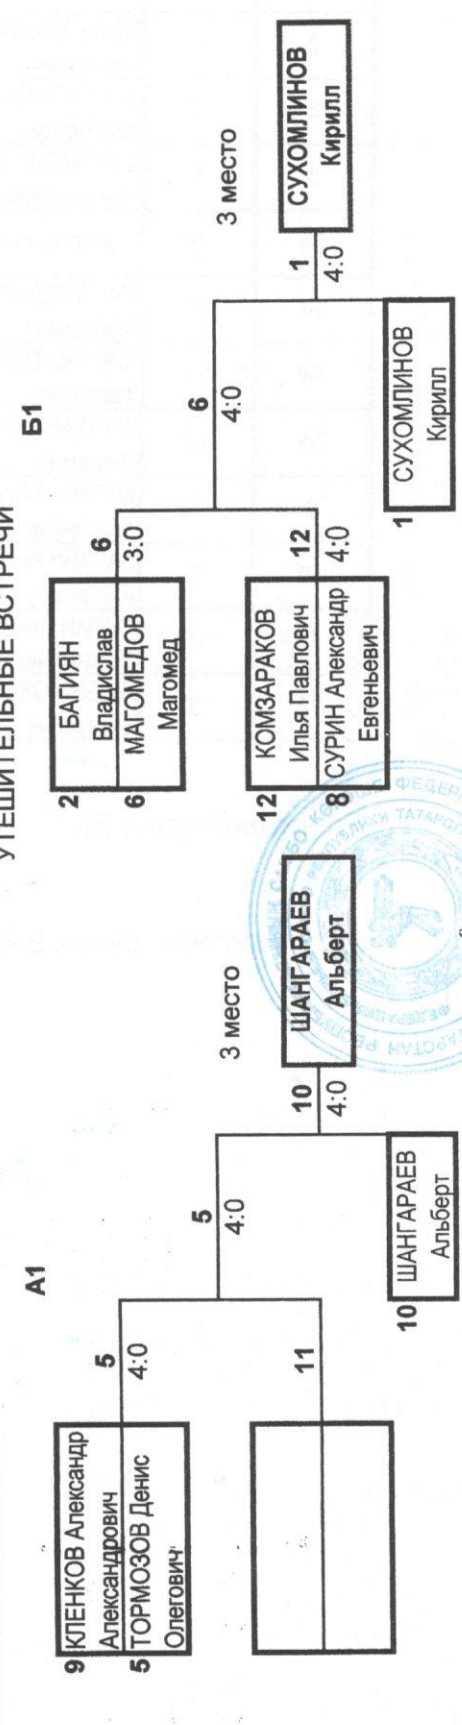 УТЕШИТЕЛЬНЫЕ ВСТРЕЧИ
А1
9 КЛЕНКОВ Александр
Александрович
5 ТОРМОЗОВ Денис
Олегович
5
4:0
11
5
4:0
10 ШАНГАРАЕВ
Альберт
10
4:0
3 место
ШАНГАРАЕВ
Альберт
Б1
2 БАГИЯН
Владислав
6 МАГОМЕДОВ
Магомед
6
3:0
12 КОМЗАРАКОВ
Илья Павлович
8 СУРИН Александр
Евгеньевич
12
4:0
6
4:0
1 СУХОМЛИНОВ
Кирилл
1
4:0
3 место
СУХОМЛИНОВ
Кирилл